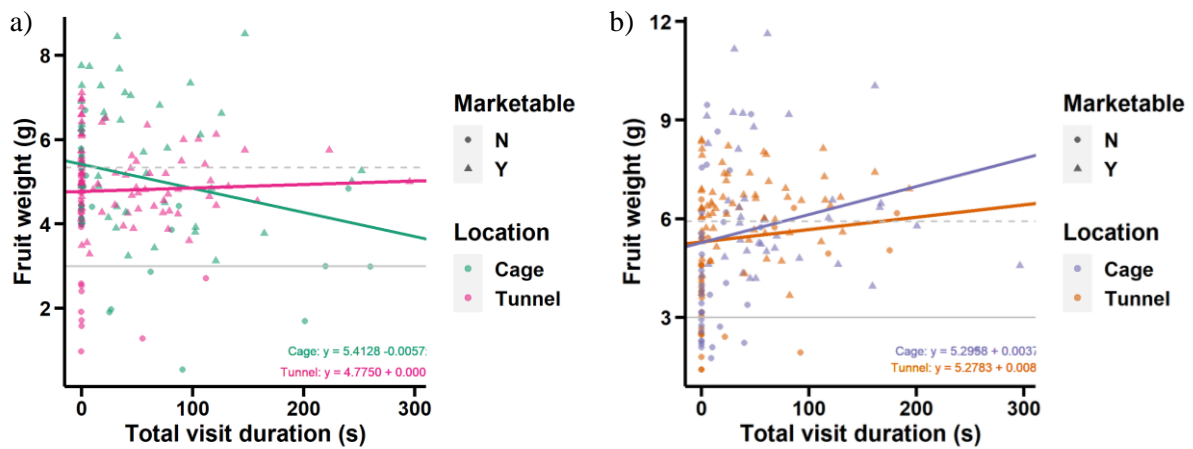 a)
Fruit weight (g)
8
6
4
2
0 100 200 300
Total visit duration (s)
Cage: y = 5.4128 -0.0057
Tunnel: y = 4.7750 + 0.000
Marketable
N
Y
Location
Cage
Tunnel
b)
Fruit weight (g)
12
9
6
3
0 100 200 300
Total visit duration (s)
Cage: y = 5.2958 + 0.0037
Tunnel: y = 5.2783 + 0.008
Marketable
N
Y
Location
Cage
Tunnel